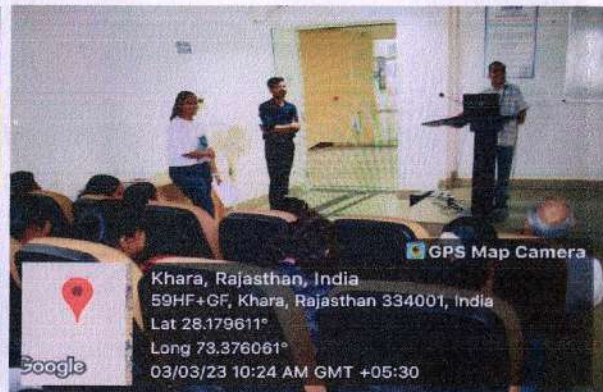 GPS Map Camera
Khara, Rajasthan, India
59HF+GF, Khara, Rajasthan 334001, India
Lat 28.179611°
Long 73.376061°
03/03/23 10:24 AM GMT +05:30
Google